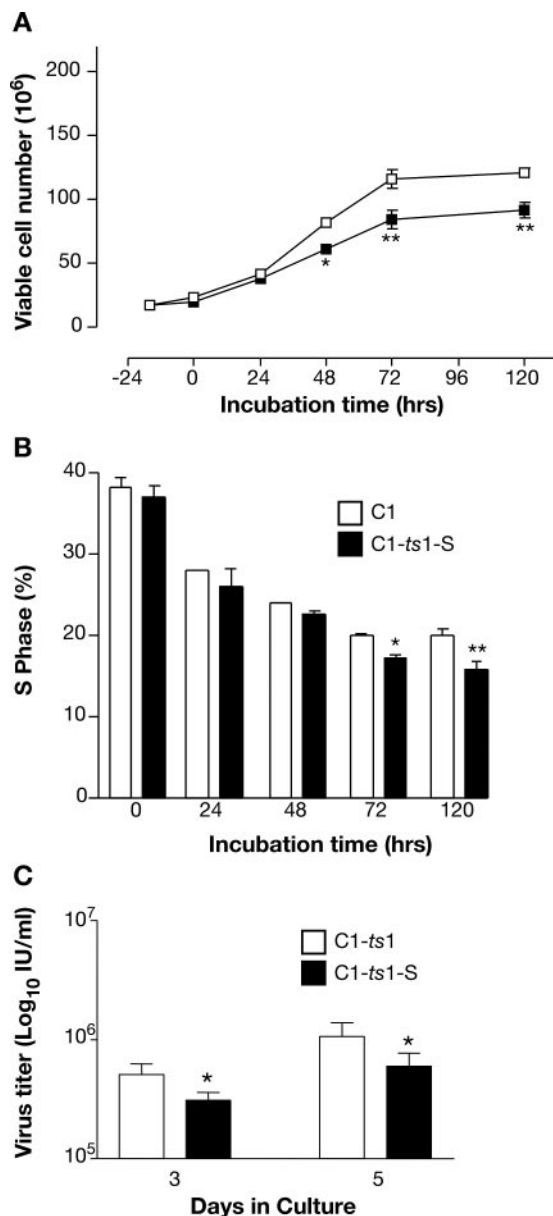 A
Viable cell number (10⁶)
200
150
100
50
0
*
**
**
-24 0 24 48 72 96 120
Incubation time (hrs)
B
S Phase (%)
40
30
20
10
0
C1
C1-ts1-S
*
**
0 24 48 72 120
Incubation time (hrs)
C
Virus titer (Log₁₀ IU/ml)
10⁷
10⁶
10⁵
C1-ts1
C1-ts1-S
*
*
3 5
Days in Culture